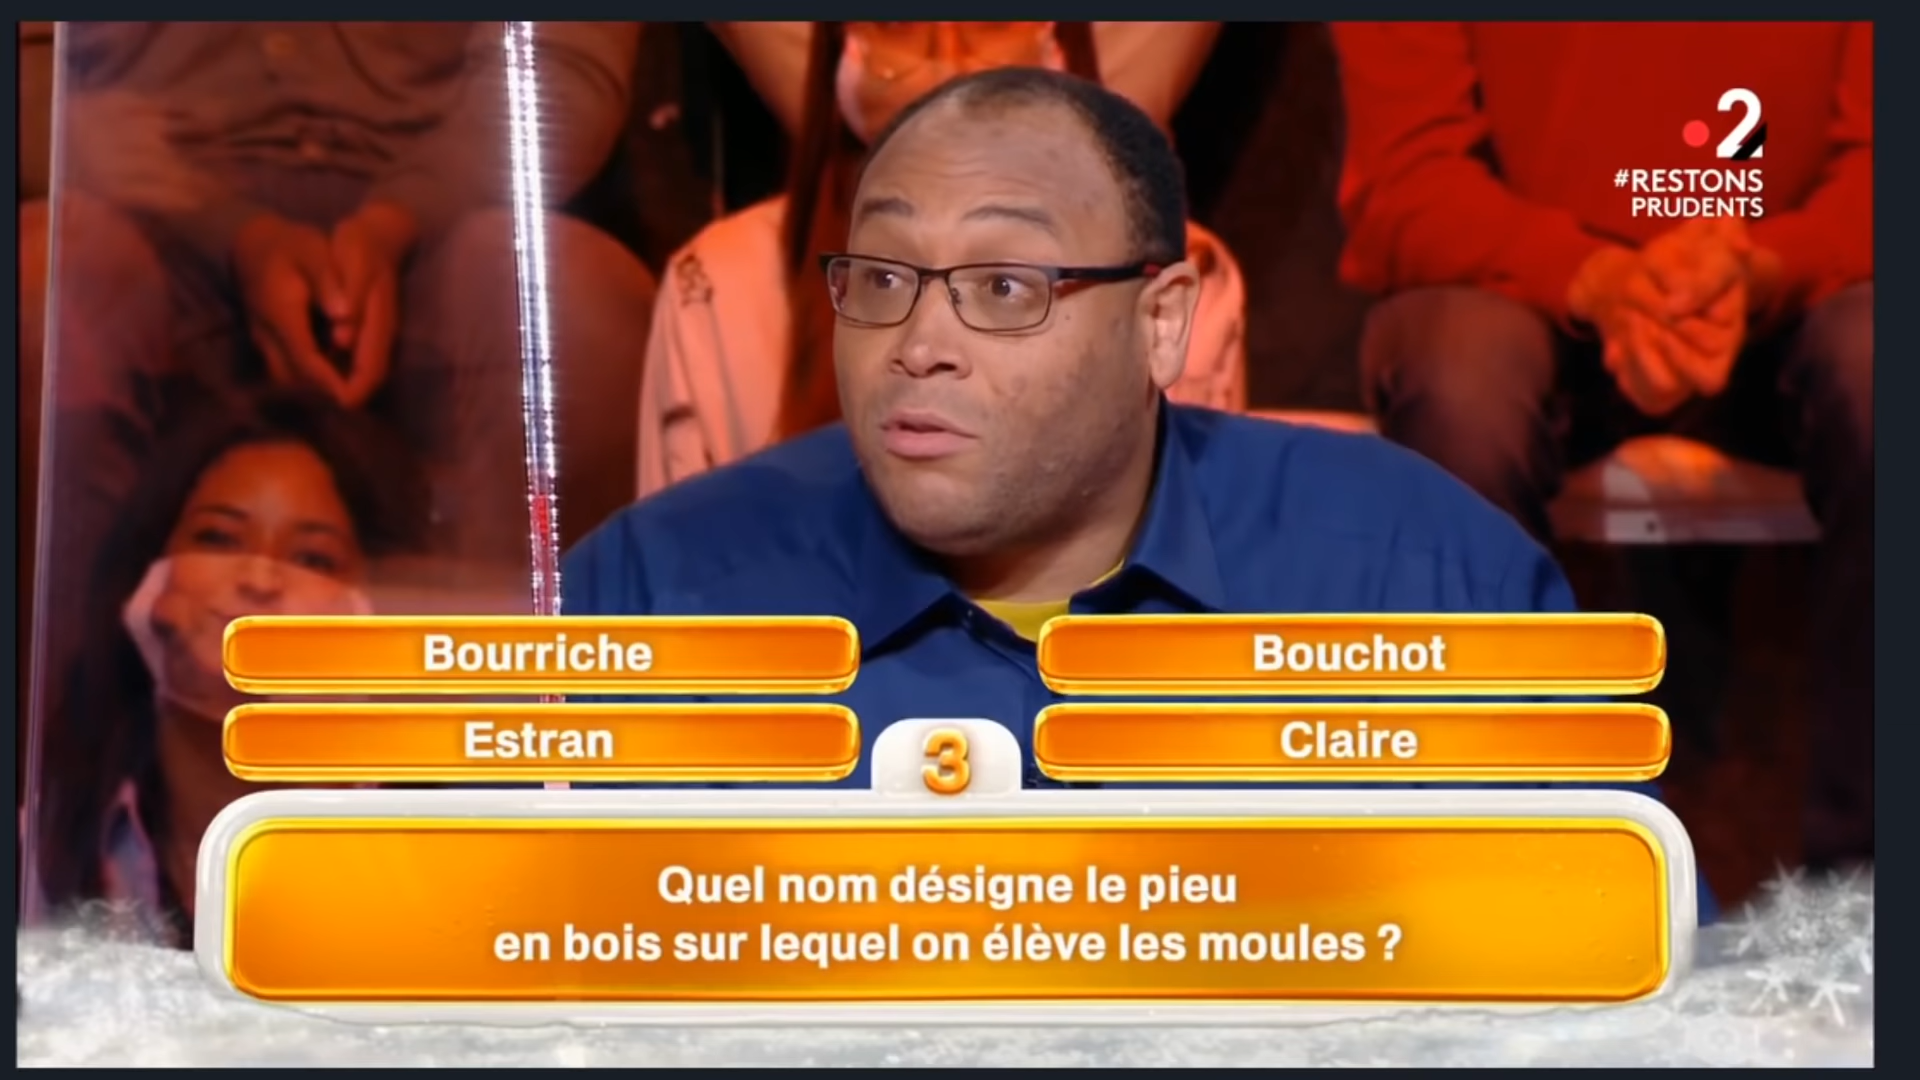 2
#RESTONS
PRUDENTS
Bourriche
Bouchot
Estran
Claire
3
Quel nom désigne le pieu
en bois sur lequel on élève les moules ?